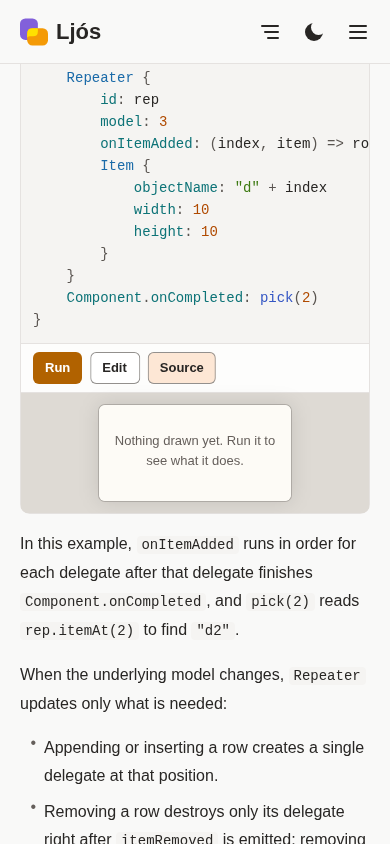 Ljós
Repeater {
id: rep
model: 3
onItemAdded: (index, item) => ro
Item {
objectName: "d" + index
width: 10
height: 10
}
}
Component.onCompleted: pick(2)
}
Run Edit Source
Nothing drawn yet. Run it to
see what it does.
In this example, onItemAdded runs in order for
each delegate after that delegate finishes
Component.onCompleted, and pick(2) reads
rep.itemAt(2) to find "d2".
When the underlying model changes, Repeater
updates only what is needed:
• Appending or inserting a row creates a single
delegate at that position.
• Removing a row destroys only its delegate
right after itemRemoved is emitted; removing